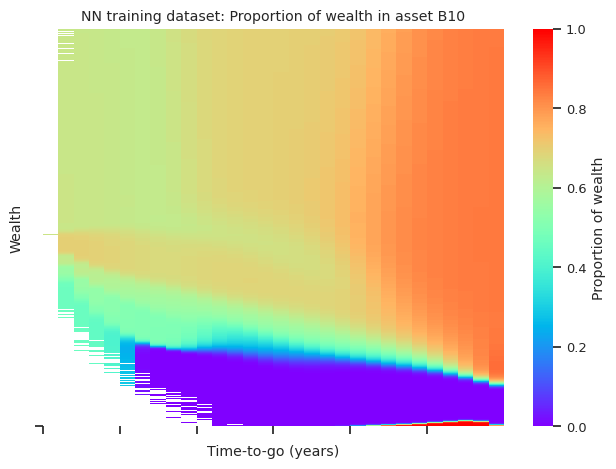 NN training dataset: Proportion of wealth in asset B10
Wealth
Time-to-go (years)
1.0
0.8
0.6
0.4
0.2
0.0
Proportion of wealth